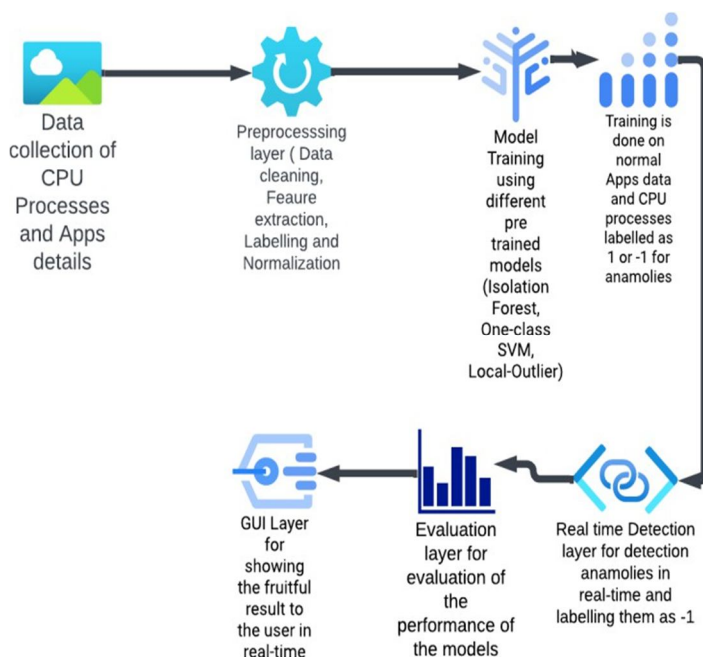 Data
collection of
CPU
Processes
and Apps
details
Preprocesssing
layer ( Data
cleaning,
Feaure
extraction,
Labelling and
Normalization
Model
Training
using
different
pre
trained
models
(Isolation
Forest,
One-class
SVM,
Local-Outlier)
Training is
done on
normal
Apps data
and CPU
processes
labelled as
1 or -1 for
anamolies
GUI Layer
for
showing
the fruitful
result to
the user in
real-time
Evaluation
layer for
evaluation of
the
performance of
the models
Real time Detection
layer for detection
anamolies in
real-time and
labelling them as -1